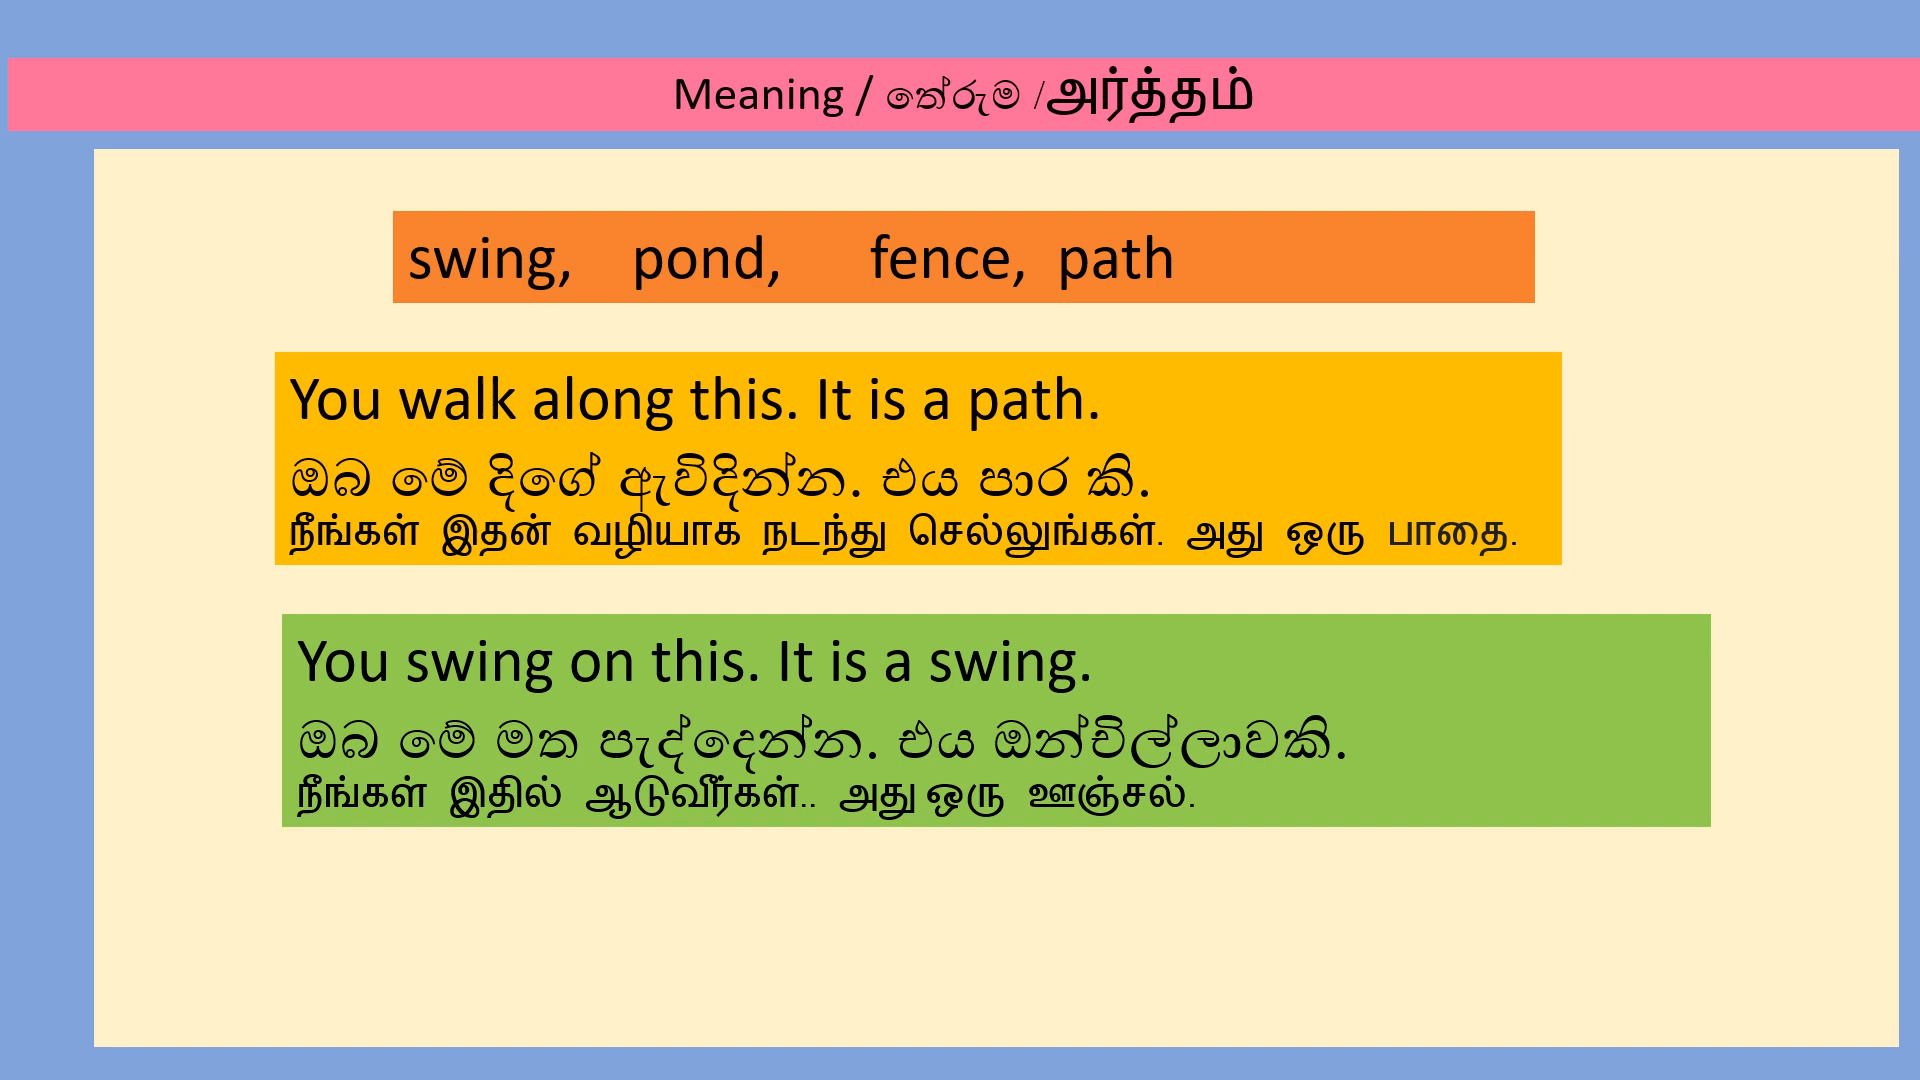 Meaning / තේරුම /அர்த்தம்
swing, pond, fence, path
You walk along this. It is a path.
ඔබ මේ දිගේ ඇවිදින්න. එය පාර කි.
நீங்கள் இதன் வழியாக நடந்து செல்லுங்கள். அது ஒரு பாதை.
You swing on this. It is a swing.
ඔබ මේ මත පැද්දෙන්න. එය ඔන්චිල්ලාවකි.
நீங்கள் இதில் ஆடுவீர்கள்.. அது ஒரு ஊஞ்சல்.